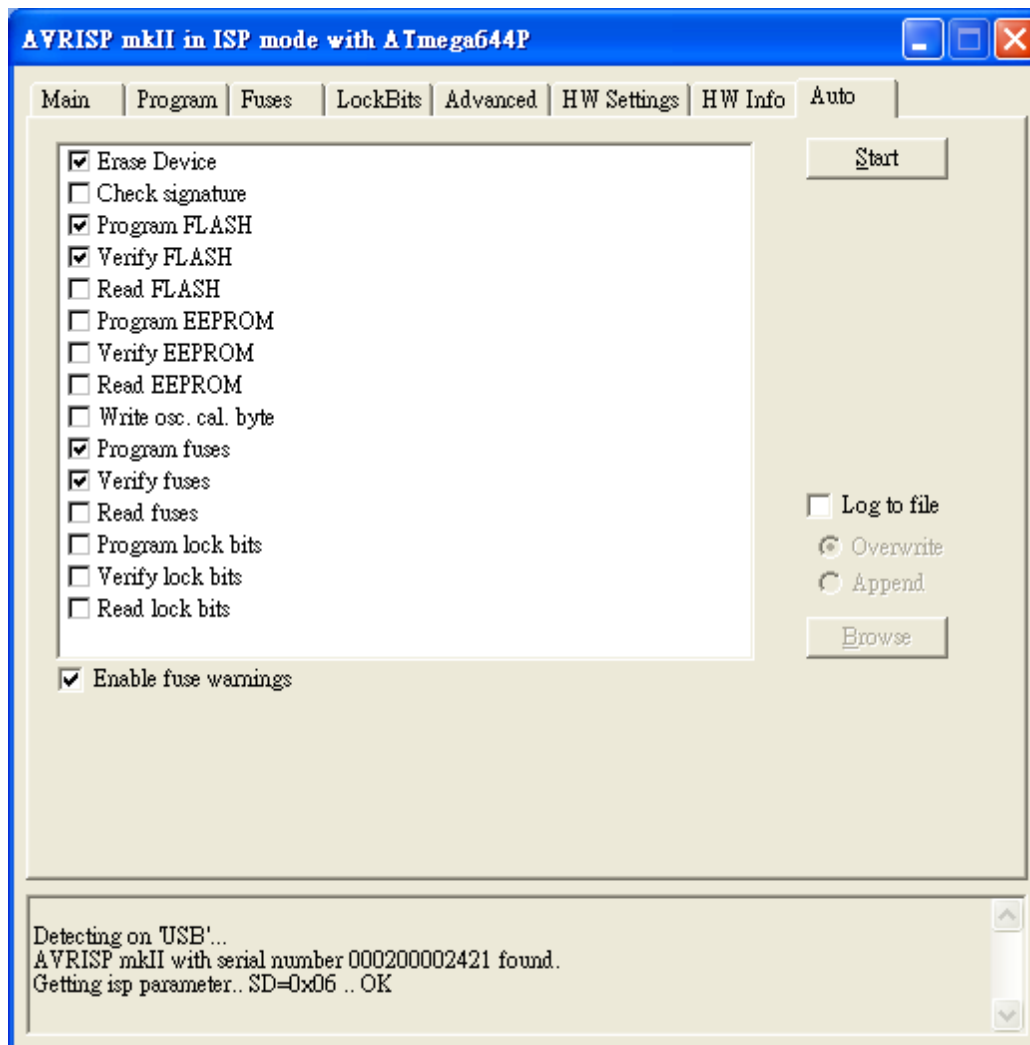 AVRISP mkII in ISP mode with ATmega644P
Main Program Fuses LockBits Advanced HW Settings HW Info Auto
Erase Device
Check signature
Program FLASH
Verify FLASH
Read FLASH
Program EEPROM
Verify EEPROM
Read EEPROM
Write osc. cal. byte
Program fuses
Verify fuses
Read fuses
Program lock bits
Verify lock bits
Read lock bits
Enable fuse warnings
Start
Log to file
Overwrite
Append
Browse
Detecting on 'USB'...
AVRISP mkII with serial number 000200002421 found.
Getting isp parameter.. SD=0x06 .. OK